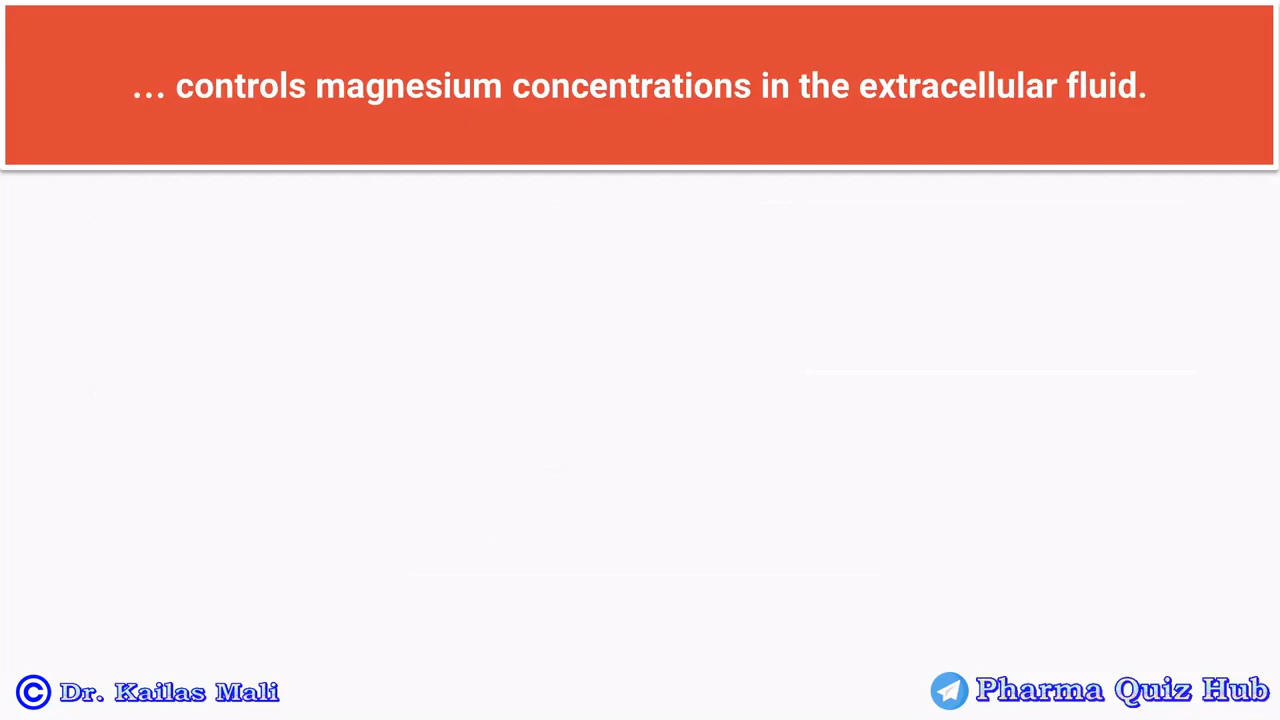 ... controls magnesium concentrations in the extracellular fluid.
© Dr. Kailas Mali
Pharma Quiz Hub